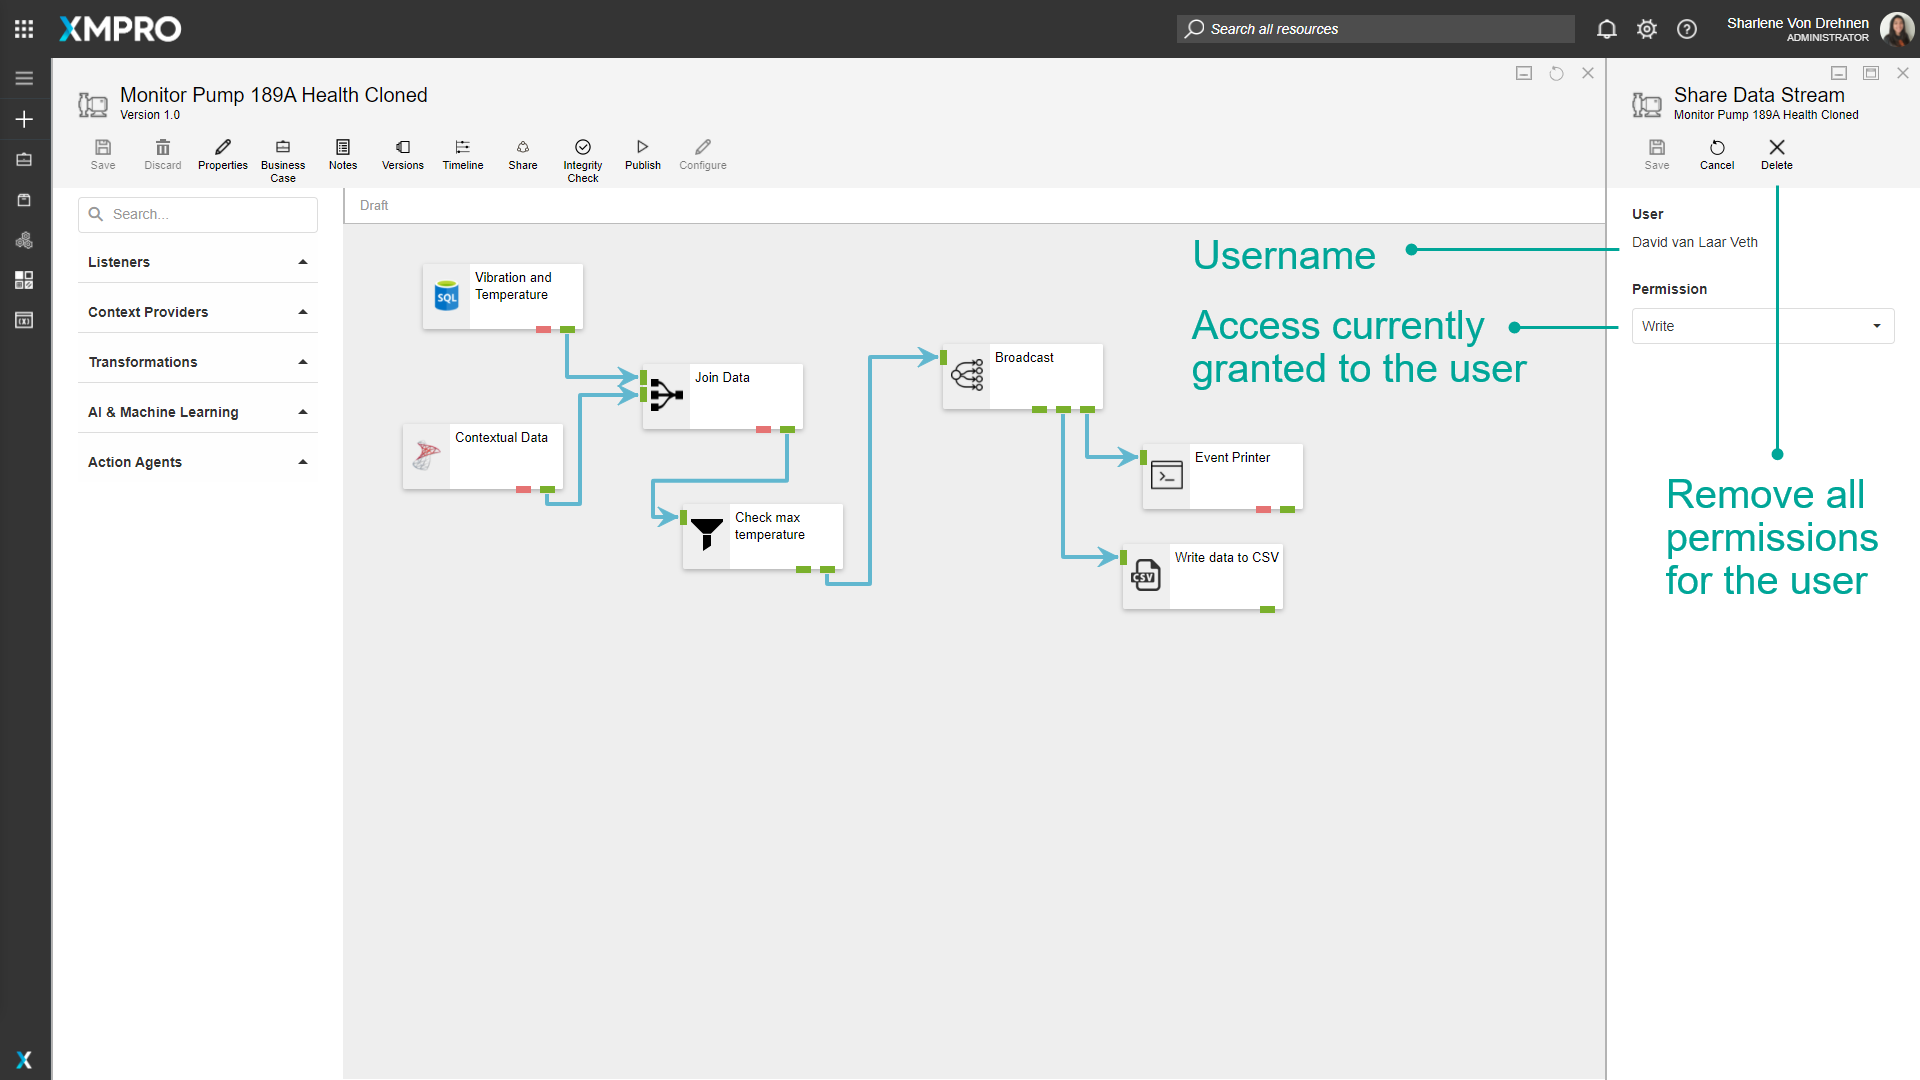 XMPRO
Search all resources
Sharlene Von Drehnen
ADMINISTRATOR
Monitor Pump 189A Health Cloned
Version 1.0
Save
Discard
Properties
Business
Case
Notes
Versions
Timeline
Share
Integrity
Check
Publish
Configure
Share Data Stream
Monitor Pump 189A Health Cloned
Save
Cancel
Delete
Search...
Listeners
Context Providers
Transformations
AI & Machine Learning
Action Agents
Draft
SQL
Vibration and
Temperature
Contextual Data
Join Data
Check max
temperature
Broadcast
Event Printer
CSV
Write data to CSV
Username
Access currently
granted to the user
User
David van Laar Veth
Permission
Write
Remove all
permissions
for the user